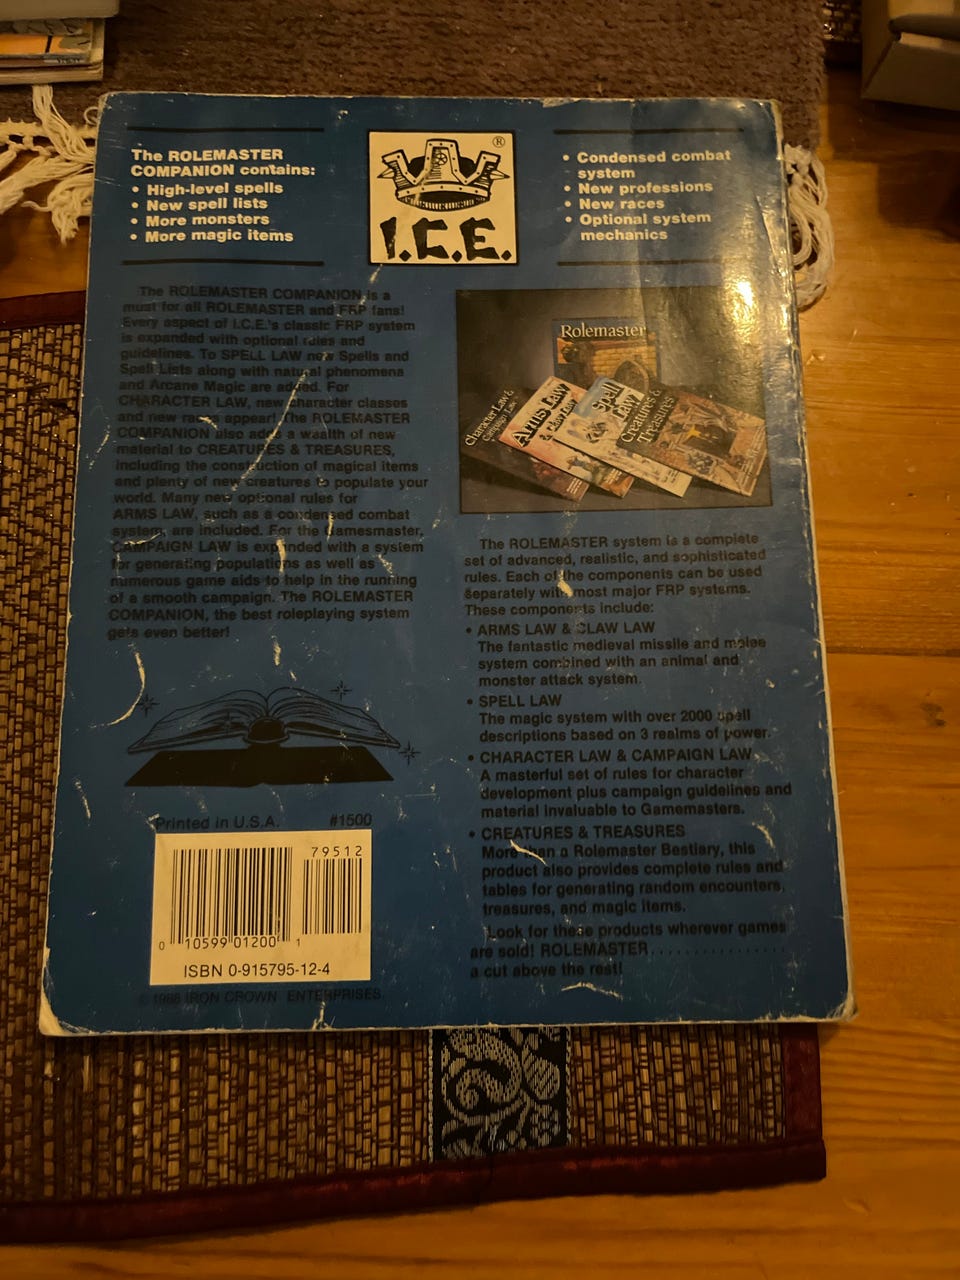 The ROLEMASTER
COMPANION contains:
• High-level spells
• New spell lists
• More monsters
• More magic items
®
I.C.E.
• Condensed combat
system
• New professions
• New races
• Optional system
mechanics
The ROLEMASTER COMPANION is a
must for all ROLEMASTER and FRP fans!
Every aspect of I.C.E.'s classic FRP system
is expanded with optional rules and
guidelines. To SPELL LAW new Spells and
Spell Lists along with natural phenomena
and Arcane Magic are added. For
CHARACTER LAW, new character classes
and new races appear! The ROLEMASTER
COMPANION also adds a wealth of new
material to CREATURES & TREASURES,
including the construction of magical items
and plenty of new creatures to populate your
world. Many new optional rules for
ARMS LAW, such as a condensed combat
system, are included. For the Gamesmaster,
CAMPAIGN LAW is expanded with a system
for generating populations as well as
numerous game aids to help in the running
of a smooth campaign. The ROLEMASTER
COMPANION, the best roleplaying system
gets even better!
Rolemaster
Character Law &
Campaign Law
Arms Law
& Claw Law
Spell
Law
Creatures &
Treasures
The ROLEMASTER system is a complete
set of advanced, realistic, and sophisticated
rules. Each of the components can be used
separately with most major FRP systems.
These components include:
• ARMS LAW & CLAW LAW
The fantastic medieval missile and melee
system combined with an animal and
monster attack system.
• SPELL LAW
The magic system with over 2000 spell
descriptions based on 3 realms of power.
• CHARACTER LAW & CAMPAIGN LAW
A masterful set of rules for character
development plus campaign guidelines and
material invaluable to Gamemasters.
• CREATURES & TREASURES
More than a Rolemaster Bestiary, this
product also provides complete rules and
tables for generating random encounters,
treasures, and magic items.
Look for these products wherever games
are sold! ROLEMASTER................
a cut above the rest!
Printed in U.S.A. #1500
79512
0 10599 01200 1
ISBN 0-915795-12-4
© 1986 IRON CROWN ENTERPRISES.